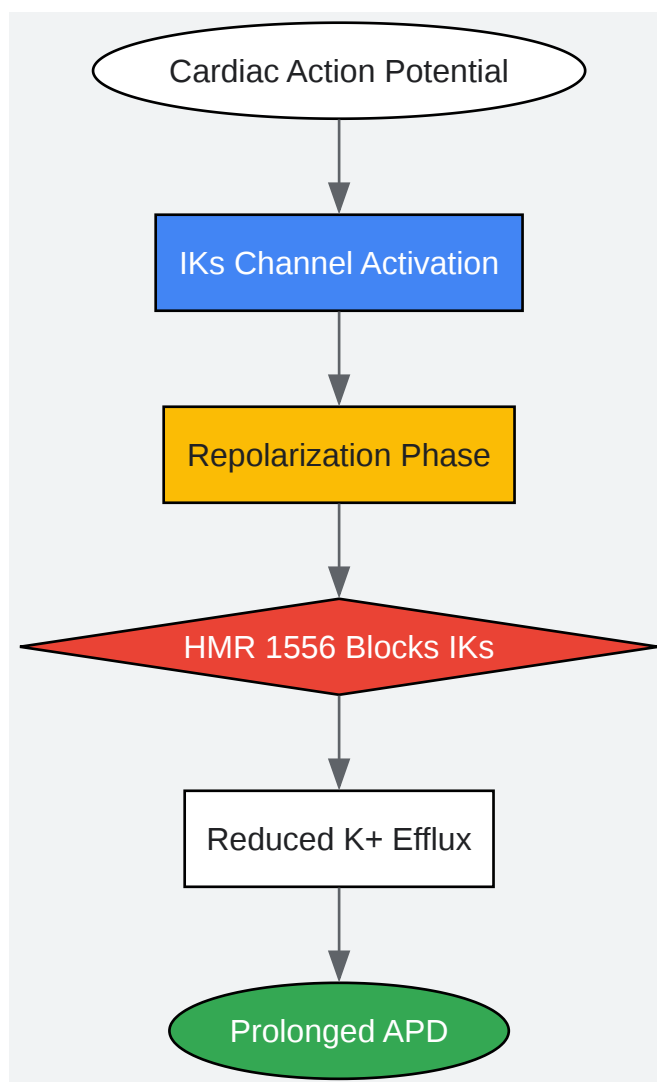 Cardiac Action Potential
IKs Channel Activation
Repolarization Phase
HMR 1556 Blocks IKs
Reduced K+ Efflux
Prolonged APD